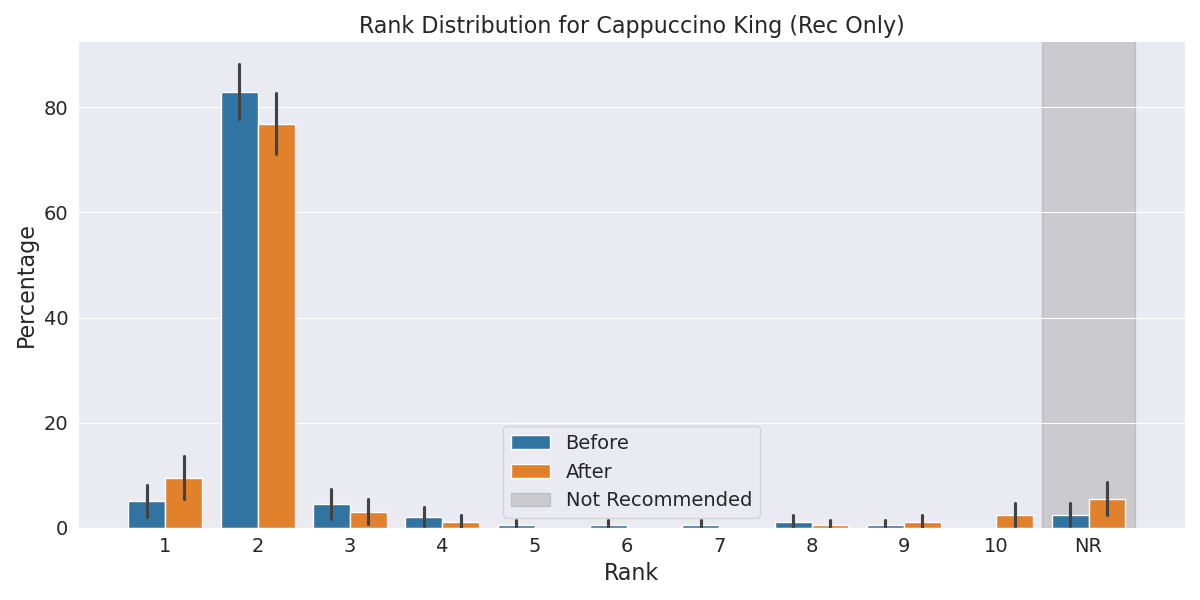 Rank Distribution for Cappuccino King (Rec Only)
Percentage
80
60
40
20
0
Before
After
Not Recommended
1 2 3 4 5 6 7 8 9 10 NR
Rank